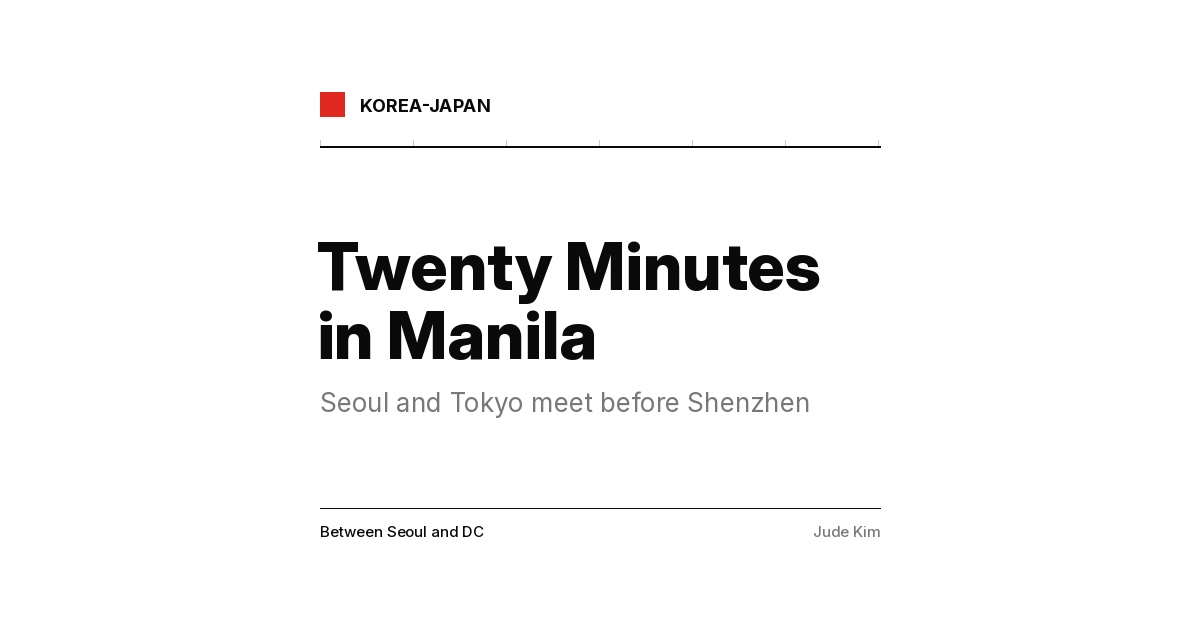 KOREA-JAPAN
Twenty Minutes
in Manila
Seoul and Tokyo meet before Shenzhen
Between Seoul and DC
Jude Kim